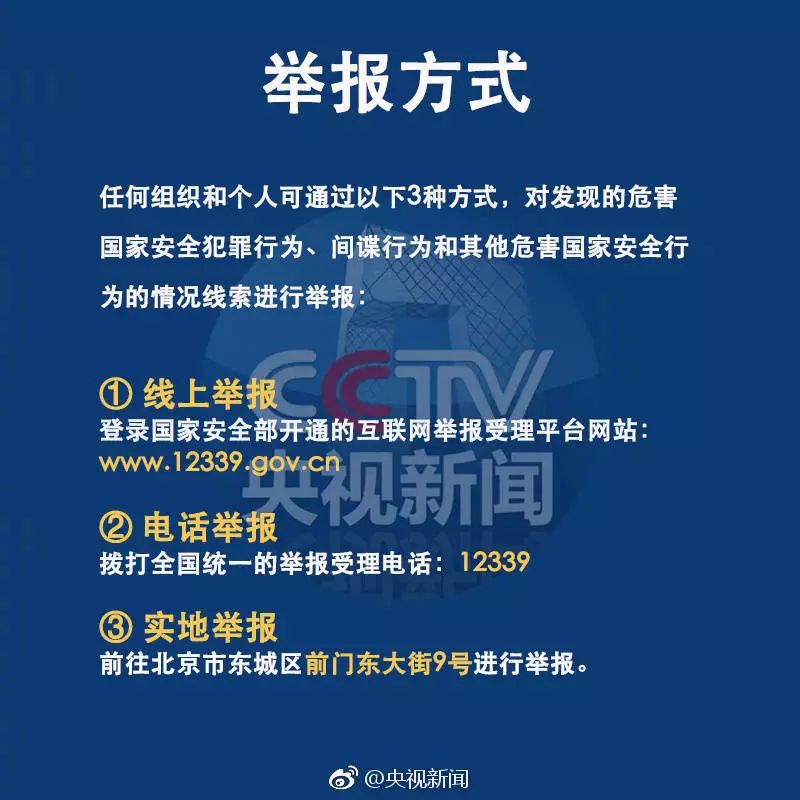 举报方式
任何组织和个人可通过以下3种方式，对发现的危害
国家安全犯罪行为、间谍行为和其他危害国家安全行
为的情况线索进行举报：
CCTV
① 线上举报
登录国家安全部开通的互联网举报受理平台网站：
www.12339.gov.cn
央视新闻
② 电话举报
拨打全国统一的举报受理电话：12339
③ 实地举报
前往北京市东城区前门东大街9号进行举报。
@央视新闻